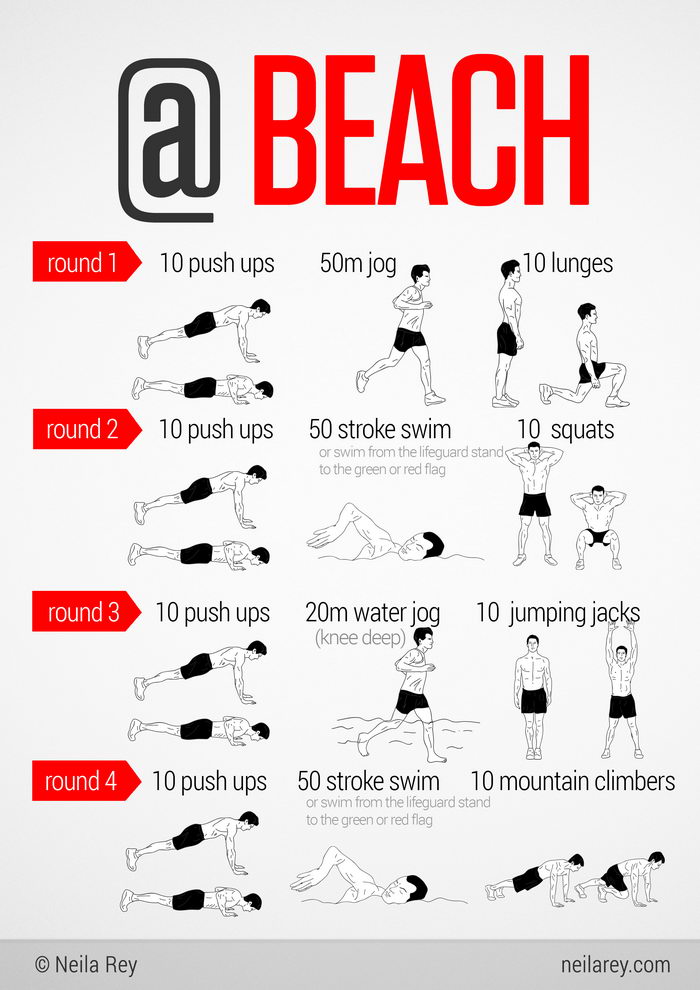 @ BEACH
round 1 10 push ups 50m jog 10 lunges
round 2 10 push ups 50 stroke swim 10 squats
or swim from the lifeguard stand
to the green or red flag
round 3 10 push ups 20m water jog 10 jumping jacks
(knee deep)
round 4 10 push ups 50 stroke swim 10 mountain climbers
or swim from the lifeguard stand
to the green or red flag
© Neila Rey neilarey.com